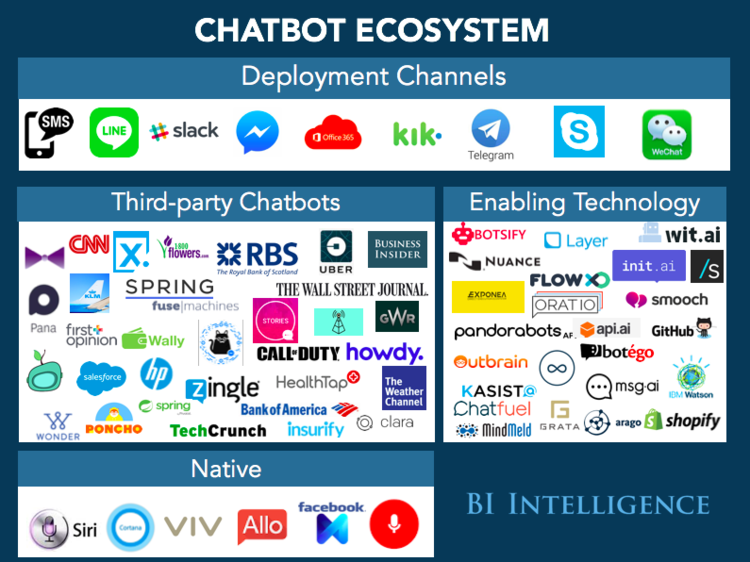 CHATBOT ECOSYSTEM
Deployment Channels
SMS
LINE
slack
Office 365
kik
Telegram
S
WeChat
Third-party Chatbots
CNN
X.
1800
flowers.com
RBS
The Royal Bank of Scotland
UBER
BUSINESS
INSIDER
KLM
SPRING
fuse|machines
THE WALL STREET JOURNAL.
Pana
first
opinion
Wally
STORIES
GWR
CALL OF DUTY
howdy.
salesforce
hp
zingle
HealthTap
The
Weather
Channel
WONDER
PONCHO
spring
Bank of America
clara
TechCrunch
insurify
Enabling Technology
BOTSIFY
Layer
wit.ai
NUANCE
FLOW XO
init.ai
/S
EXPONEA
ORATIO
smooch
pandorabots
AF.
api.ai
GitHub
Outbrain
botégo
KASIST
msg.ai
IBM Watson
Chatfuel
GRATA
arago
shopify
MindMeld
Native
Siri
Cortana
VIV
Allo
facebook
BI INTELLIGENCE